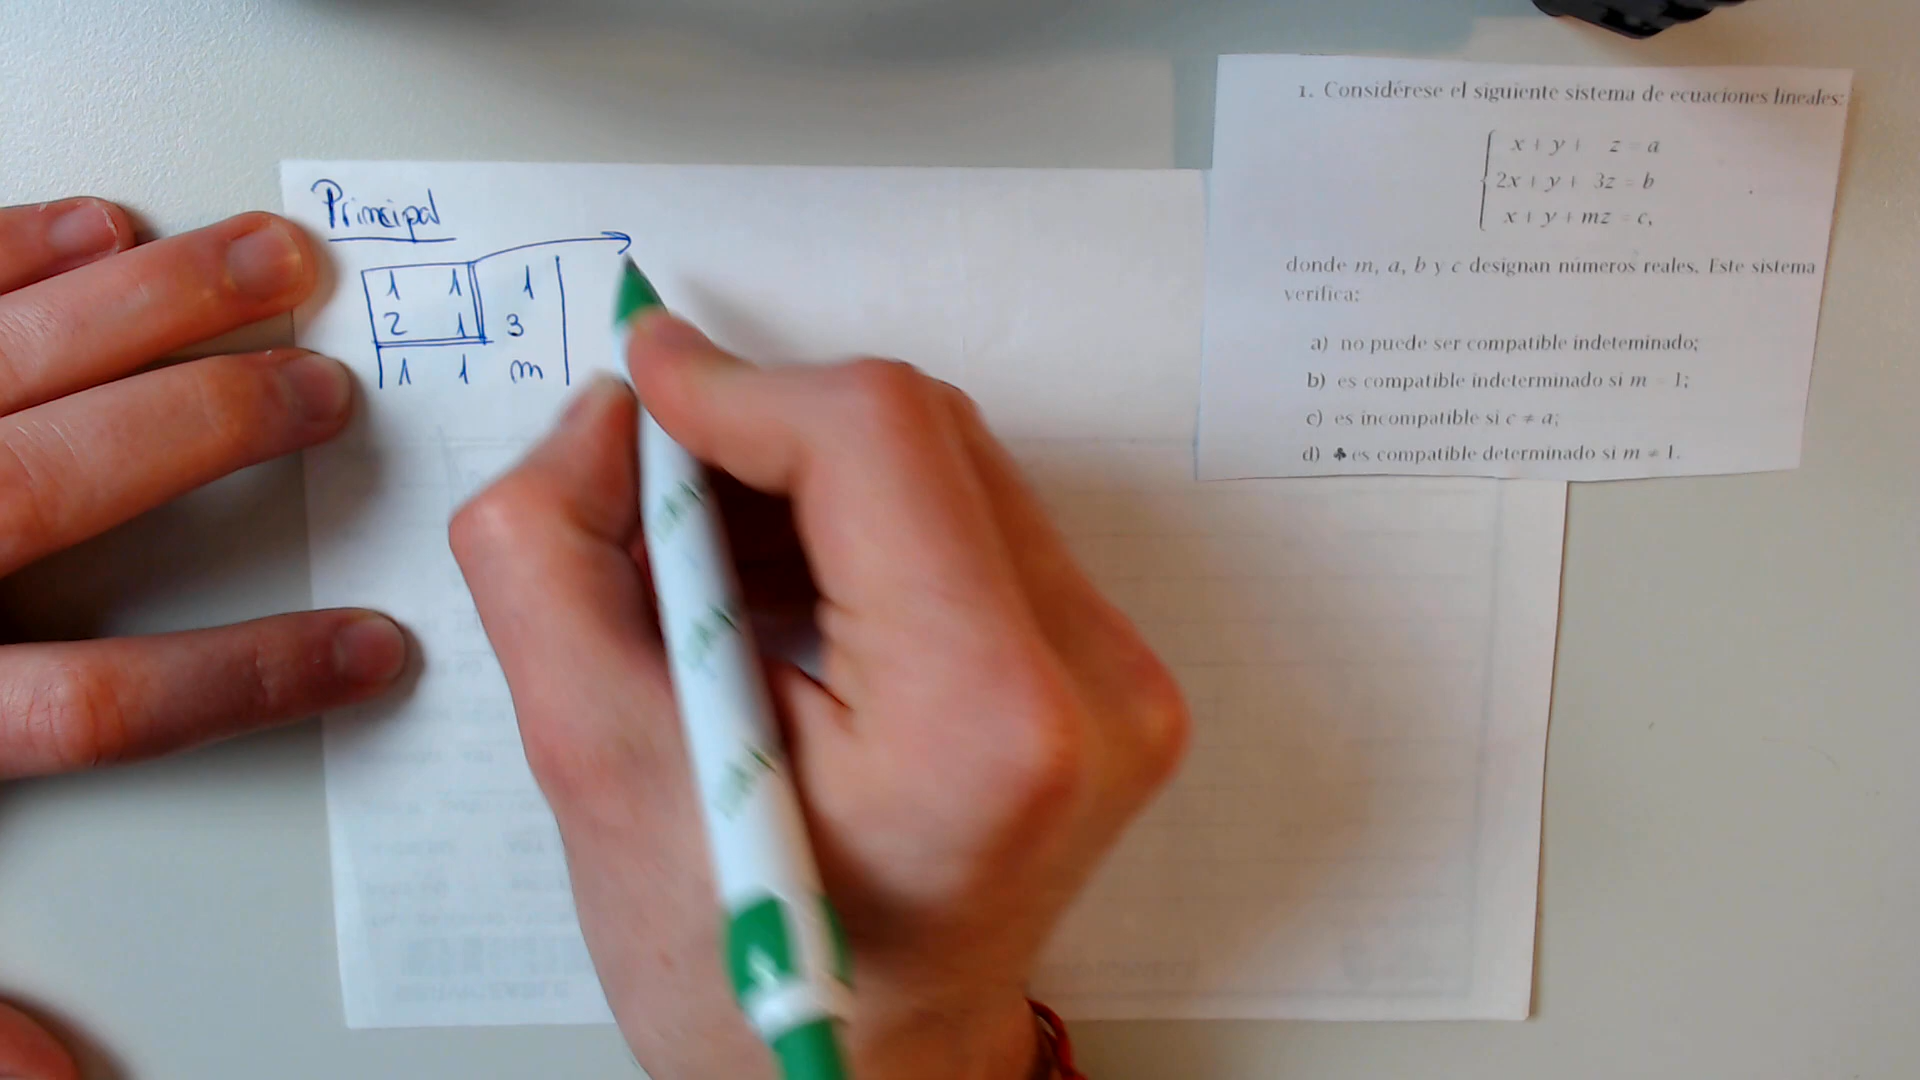 Principal
1 1 1
2 1 3
1 1 m
1. Considérese el siguiente sistema de ecuaciones lineales:
x + y + z = a
2x + y + 3z = b
x + y + mz = c,
donde m, a, b y c designan números reales. Este sistema
verifica:
a) no puede ser compatible indeteminado;
b) es compatible indeterminado si m = 1;
c) es incompatible si c ≠ a;
d) ♣ es compatible determinado si m ≠ 1.